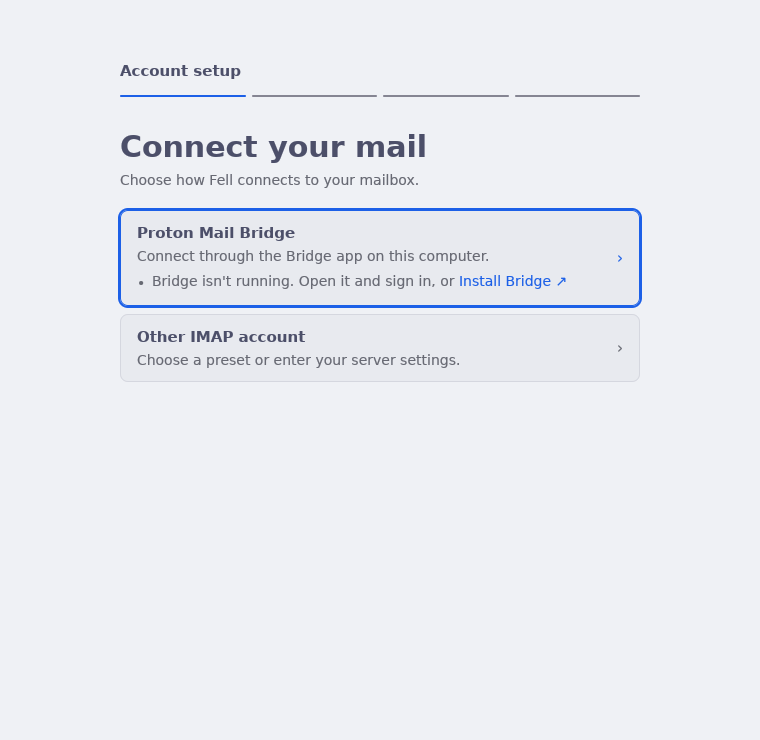 Account setup
Connect your mail
Choose how Fell connects to your mailbox.
Proton Mail Bridge
Connect through the Bridge app on this computer.
• Bridge isn't running. Open it and sign in, or Install Bridge ↗
›
Other IMAP account
Choose a preset or enter your server settings.
›